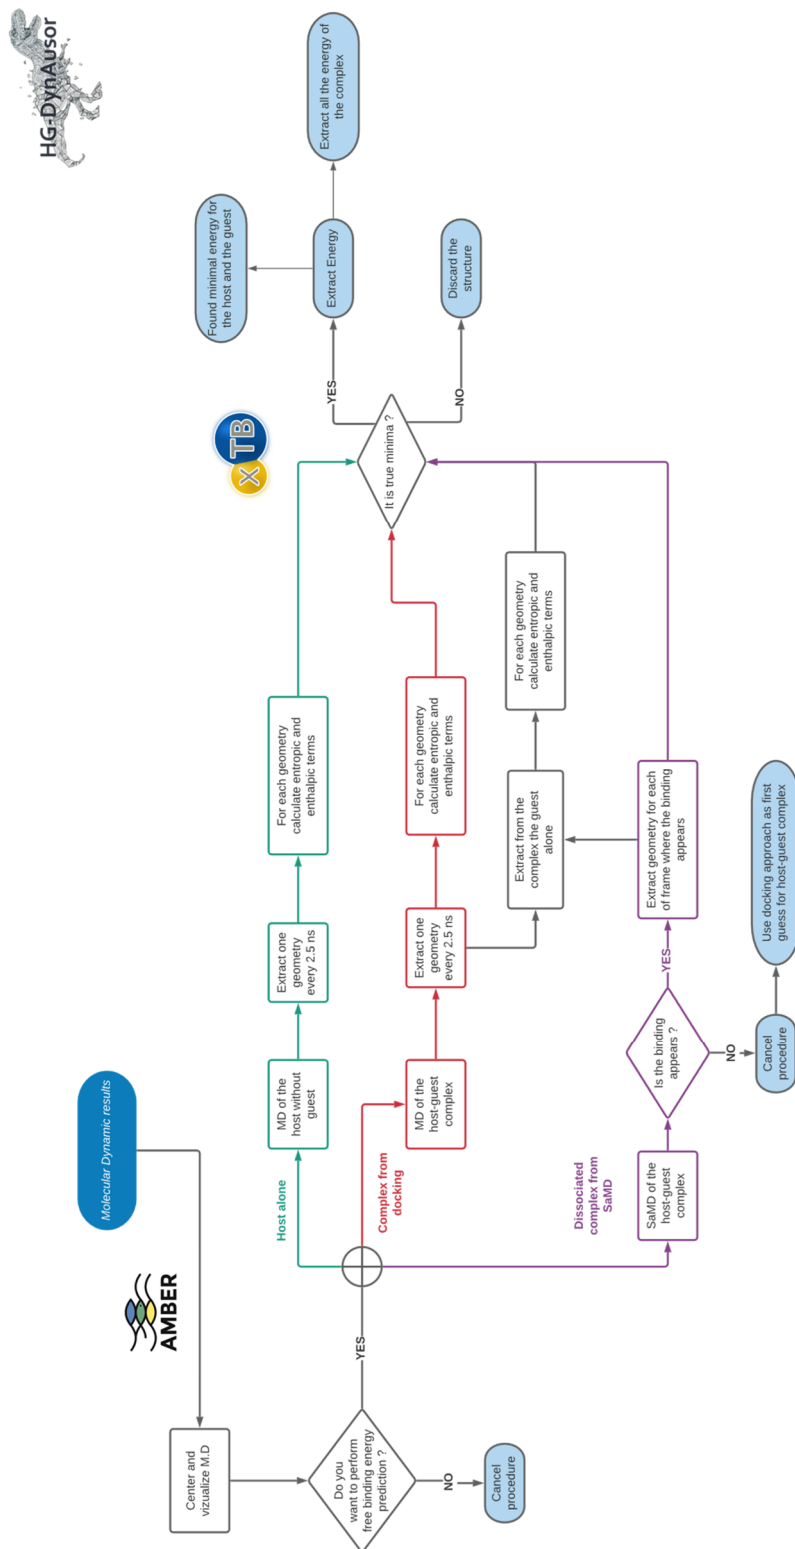 HG-DynAusor
Molecular Dynamic results
AMBER
Center and
vizualize M.D
Do you
want to perform
free binding energy
prediction ?
NO
Cancel
procedure
YES
Host alone
MD of the
host without
guest
Extract one
geometry
every 2.5 ns
For each geometry
calculate entropic and
enthalpic terms
Complex from
docking
MD of the
host-guest
complex
Extract one
geometry
every 2.5 ns
For each geometry
calculate entropic and
enthalpic terms
Extract from the
complex the guest
alone
For each geometry
calculate entropic and
enthalpic terms
Dissociated
complex from
SaMD
SaMD of the
host-guest
complex
Is the binding
appears ?
YES
Extract geometry for each
of frame where the binding
appears
NO
Cancel
procedure
Use docking approach as first
guess for host-guest complex
x TB
It is true minima ?
YES
Extract Energy
Found minimal energy for
the host and the guest
Extract all the energy of
the complex
NO
Discard the
structure